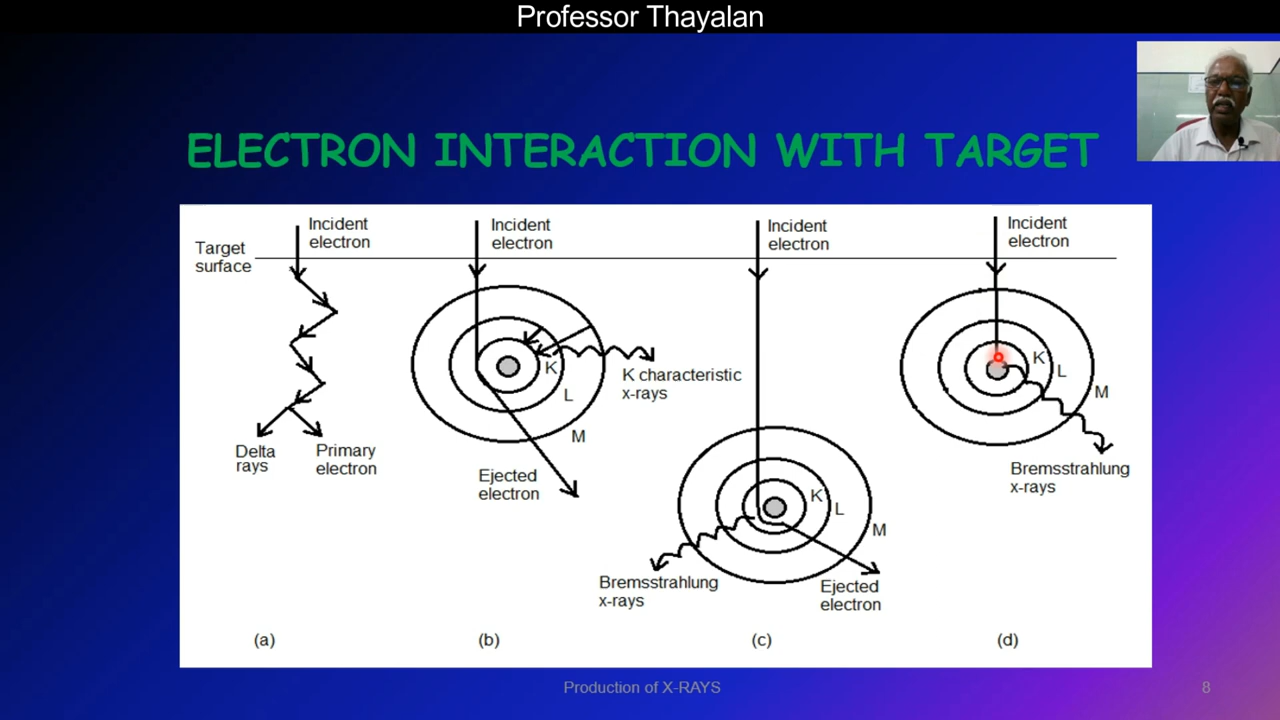 Professor Thayalan
ELECTRON INTERACTION WITH TARGET
Target
surface
Incident
electron
Delta
rays
Primary
electron
(a)
Incident
electron
K
L
M
K characteristic
x-rays
Ejected
electron
(b)
Incident
electron
K
L
M
Bremsstrahlung
x-rays
Ejected
electron
(c)
Incident
electron
K
L
M
Bremsstrahlung
x-rays
(d)
Production of X-RAYS
8